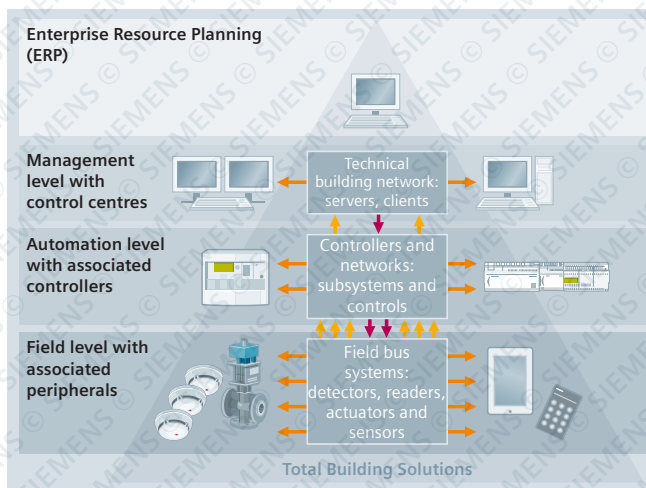 Enterprise Resource Planning
(ERP)
Management
level with
control centres
Technical
building network:
servers, clients
Automation level
with associated
controllers
Controllers and
networks:
subsystems and
controls
Field level with
associated
peripherals
Field bus
systems:
detectors, readers,
actuators and
sensors
Total Building Solutions
SIEMENS ©